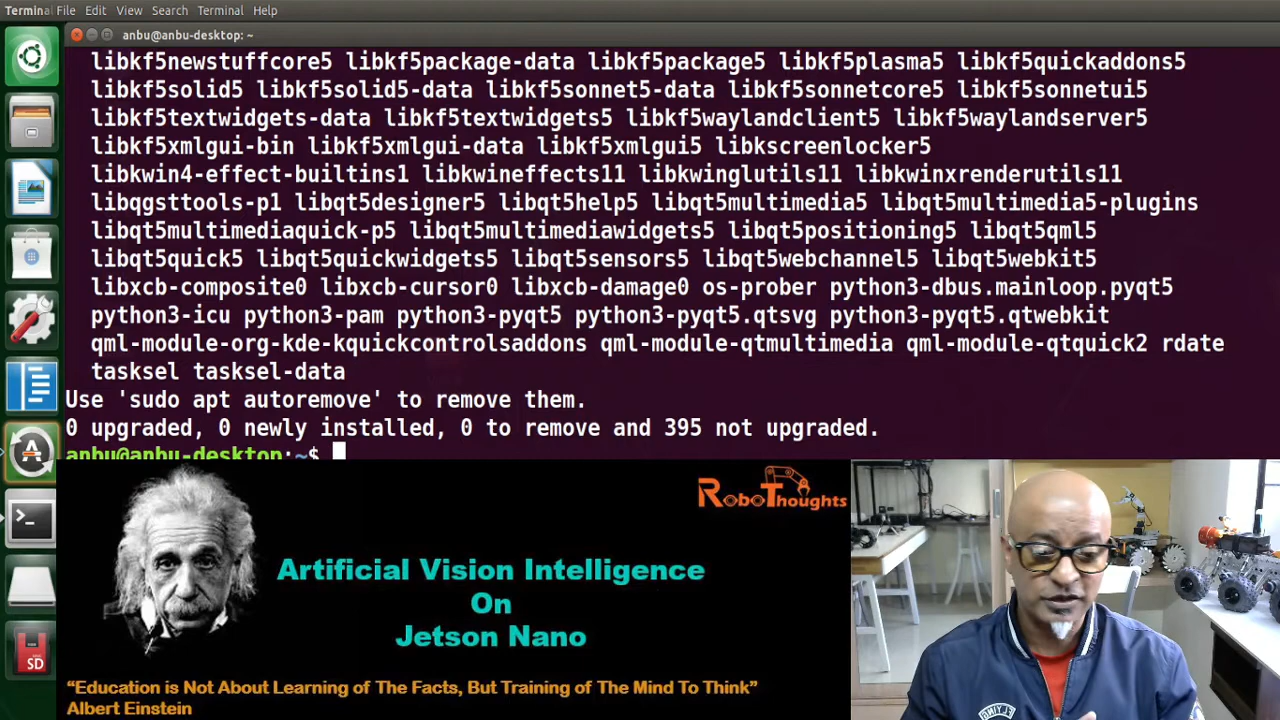 Terminal File Edit View Search Terminal Help
anbu@anbu-desktop: ~
libkf5newstuffcore5 libkf5package-data libkf5package5 libkf5plasma5 libkf5quickaddons5
libkf5solid5 libkf5solid5-data libkf5sonnet5-data libkf5sonnetcore5 libkf5sonnetui5
libkf5textwidgets-data libkf5textwidgets5 libkf5waylandclient5 libkf5waylandserver5
libkf5xmlgui-bin libkf5xmlgui-data libkf5xmlgui5 libkscreenlocker5
libkwin4-effect-builtins1 libkwineffects11 libkwinglutils11 libkwinxrenderutils11
libqgsttools-p1 libqt5designer5 libqt5help5 libqt5multimedia5 libqt5multimedia5-plugins
libqt5multimediaquick-p5 libqt5multimediawidgets5 libqt5positioning5 libqt5qml5
libqt5quick5 libqt5quickwidgets5 libqt5sensors5 libqt5webchannel5 libqt5webkit5
libxcb-composite0 libxcb-cursor0 libxcb-damage0 os-prober python3-dbus.mainloop.pyqt5
python3-icu python3-pam python3-pyqt5 python3-pyqt5.qtsvg python3-pyqt5.qtwebkit
qml-module-org-kde-kquickcontrolsaddons qml-module-qtmultimedia qml-module-qtquick2 rdate
tasksel tasksel-data
Use 'sudo apt autoremove' to remove them.
0 upgraded, 0 newly installed, 0 to remove and 395 not upgraded.
anbu@anbu-desktop:~$
SD
RoboThoughts
Artificial Vision Intelligence
On
Jetson Nano
“Education is Not About Learning of The Facts, But Training of The Mind To Think”
Albert Einstein